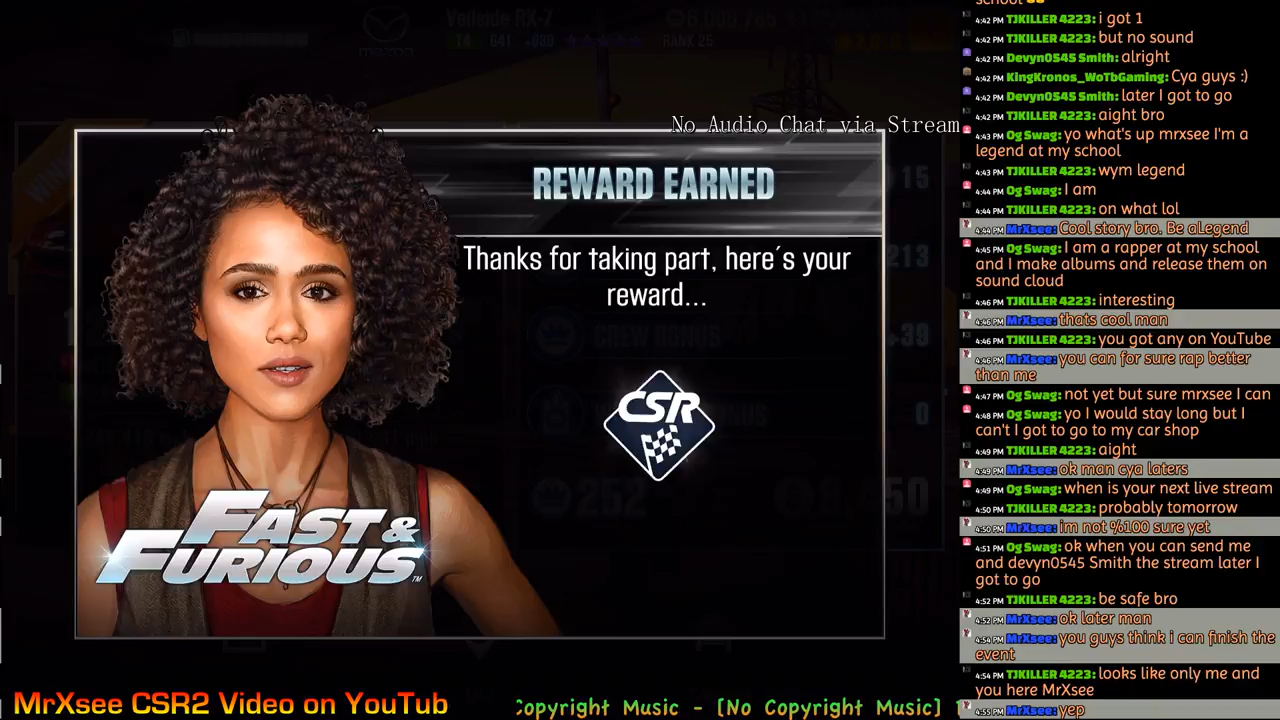 Veilside RX-7
RANK 25
No Audio Chat via Stream
REWARD EARNED
Thanks for taking part, here´s your
reward...
CREW BONUS
CSR
FAST &
FURIOUS™
MrXsee CSR2 Video on YouTub
Copyright Music - [No Copyright Music]
4:42 PM TJKILLER 4223: i got 1
4:42 PM TJKILLER 4223: but no sound
4:42 PM Devyn0545 Smith: alright
4:42 PM KingKronos_WoTbGaming: Cya guys :)
4:42 PM Devyn0545 Smith: later I got to go
4:42 PM TJKILLER 4223: aight bro
4:43 PM Og Swag: yo what's up mrxsee I'm a
legend at my school
4:43 PM TJKILLER 4223: wym legend
4:44 PM Og Swag: I am
4:44 PM TJKILLER 4223: on what lol
4:44 PM MrXsee: Cool story bro. Be aLegend
4:45 PM Og Swag: I am a rapper at my school
and I make albums and release them on
sound cloud
4:46 PM TJKILLER 4223: interesting
4:46 PM MrXsee: thats cool man
4:46 PM TJKILLER 4223: you got any on YouTube
4:46 PM MrXsee: you can for sure rap better
than me
4:47 PM Og Swag: not yet but sure mrxsee I can
4:48 PM Og Swag: yo I would stay long but I
can't I got to go to my car shop
4:49 PM TJKILLER 4223: aight
4:49 PM MrXsee: ok man cya laters
4:49 PM Og Swag: when is your next live stream
4:50 PM TJKILLER 4223: probably tomorrow
4:50 PM MrXsee: im not %100 sure yet
4:51 PM Og Swag: ok when you can send me
and devyn0545 Smith the stream later I
got to go
4:52 PM TJKILLER 4223: be safe bro
4:52 PM MrXsee: ok later man
4:54 PM MrXsee: you guys think i can finish the
event
4:54 PM TJKILLER 4223: looks like only me and
you here MrXsee
4:55 PM MrXsee: yep